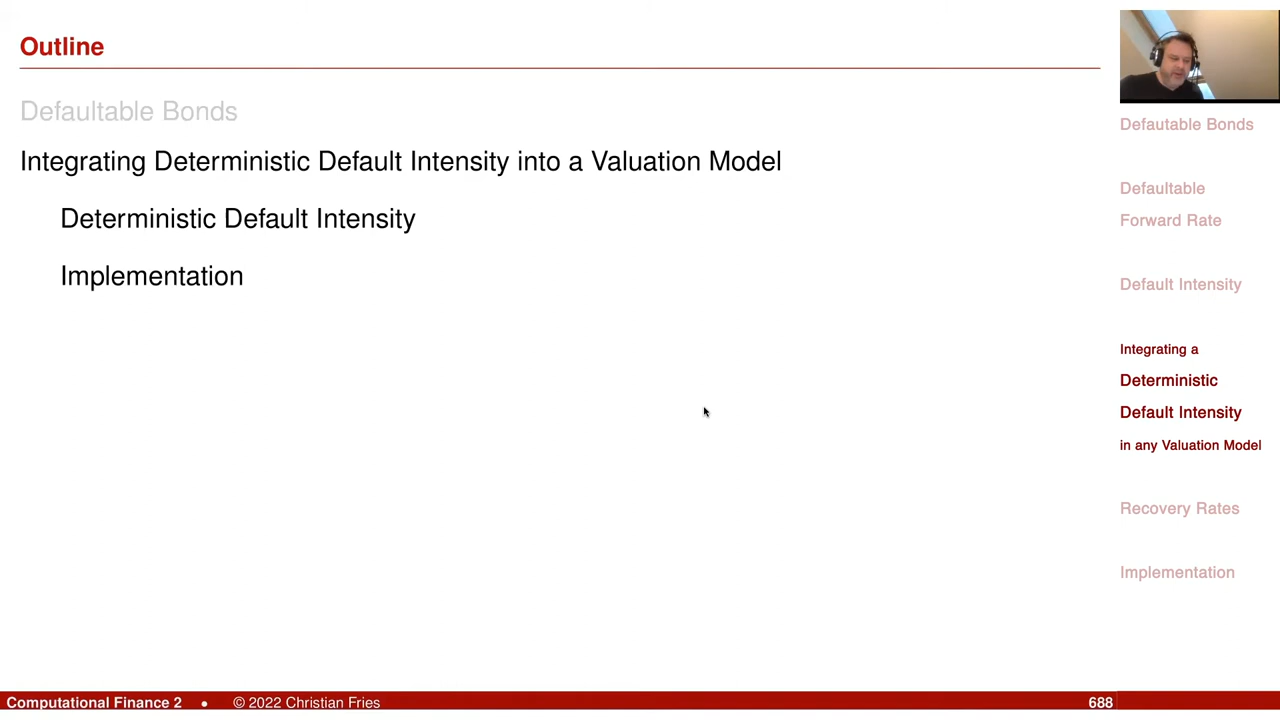 Outline
Defaultable Bonds
Integrating Deterministic Default Intensity into a Valuation Model
Deterministic Default Intensity
Implementation
Defautable Bonds
Defaultable
Forward Rate
Default Intensity
Integrating a
Deterministic
Default Intensity
in any Valuation Model
Recovery Rates
Implementation
Computational Finance 2 • © 2022 Christian Fries 688